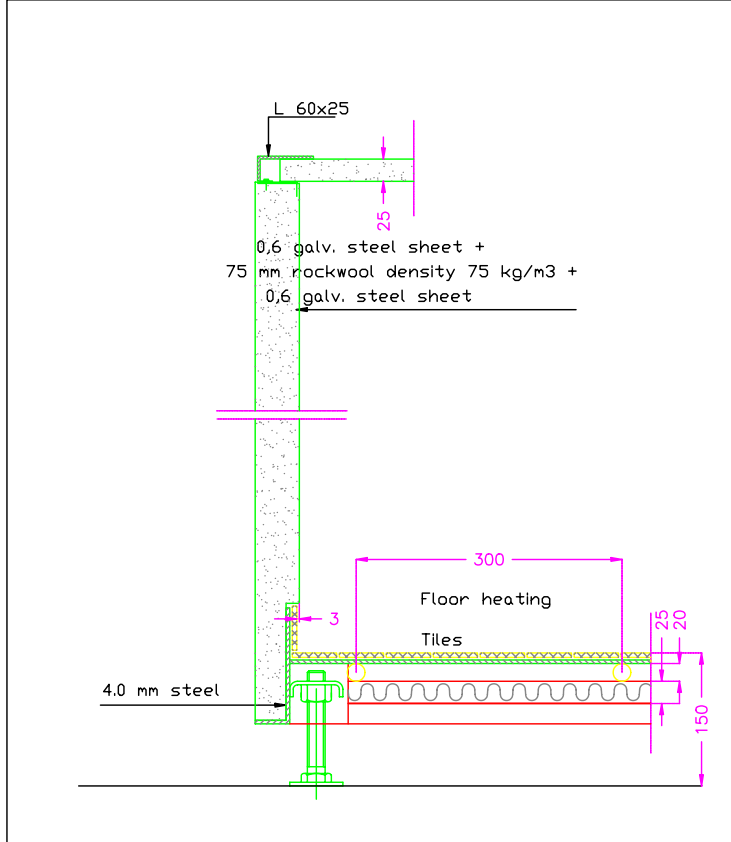 L 60x25
25
0,6 galv. steel sheet +
75 mm rockwool density 75 kg/m3 +
0,6 galv. steel sheet
300
Floor heating
3
25
20
Tiles
4.0 mm steel
150